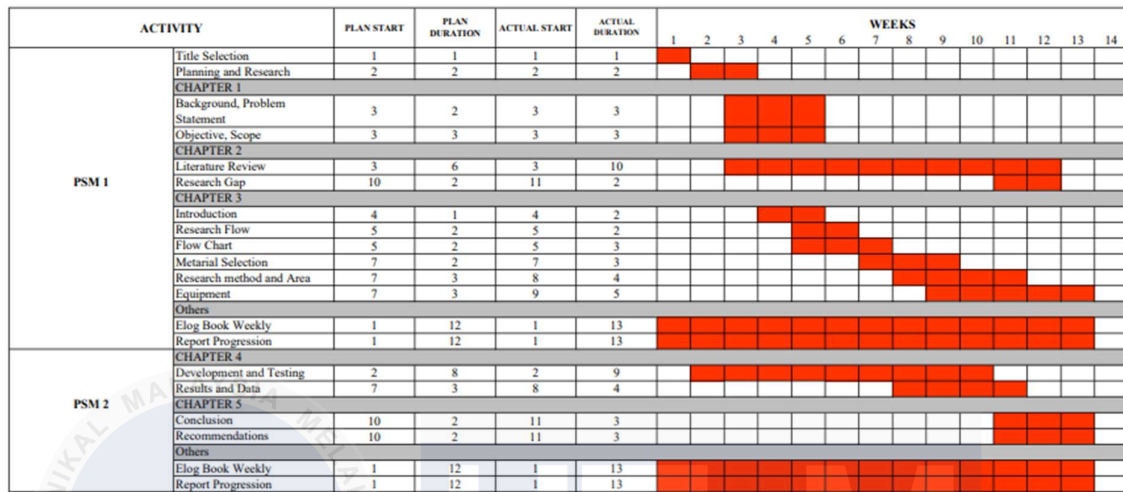 ACTIVITY PLAN START PLAN DURATION ACTUAL START ACTUAL DURATION WEEKS
1 2 3 4 5 6 7 8 9 10 11 12 13 14
PSM 1
Title Selection 1 1 1 1
Planning and Research 2 2 2 2
CHAPTER 1
Background, Problem Statement 3 2 3 3
Objective, Scope 3 3 3 3
CHAPTER 2
Literature Review 3 6 3 10
Research Gap 10 2 11 2
CHAPTER 3
Introduction 4 1 4 2
Research Flow 5 2 5 2
Flow Chart 5 2 5 3
Metarial Selection 7 2 7 3
Research method and Area 7 3 8 4
Equipment 7 3 9 5
Others
Elog Book Weekly 1 12 1 13
Report Progression 1 12 1 13
PSM 2
CHAPTER 4
Development and Testing 2 8 2 9
Results and Data 7 3 8 4
CHAPTER 5
Conclusion 10 2 11 3
Recommendations 10 2 11 3
Others
Elog Book Weekly 1 12 1 13
Report Progression 1 12 1 13